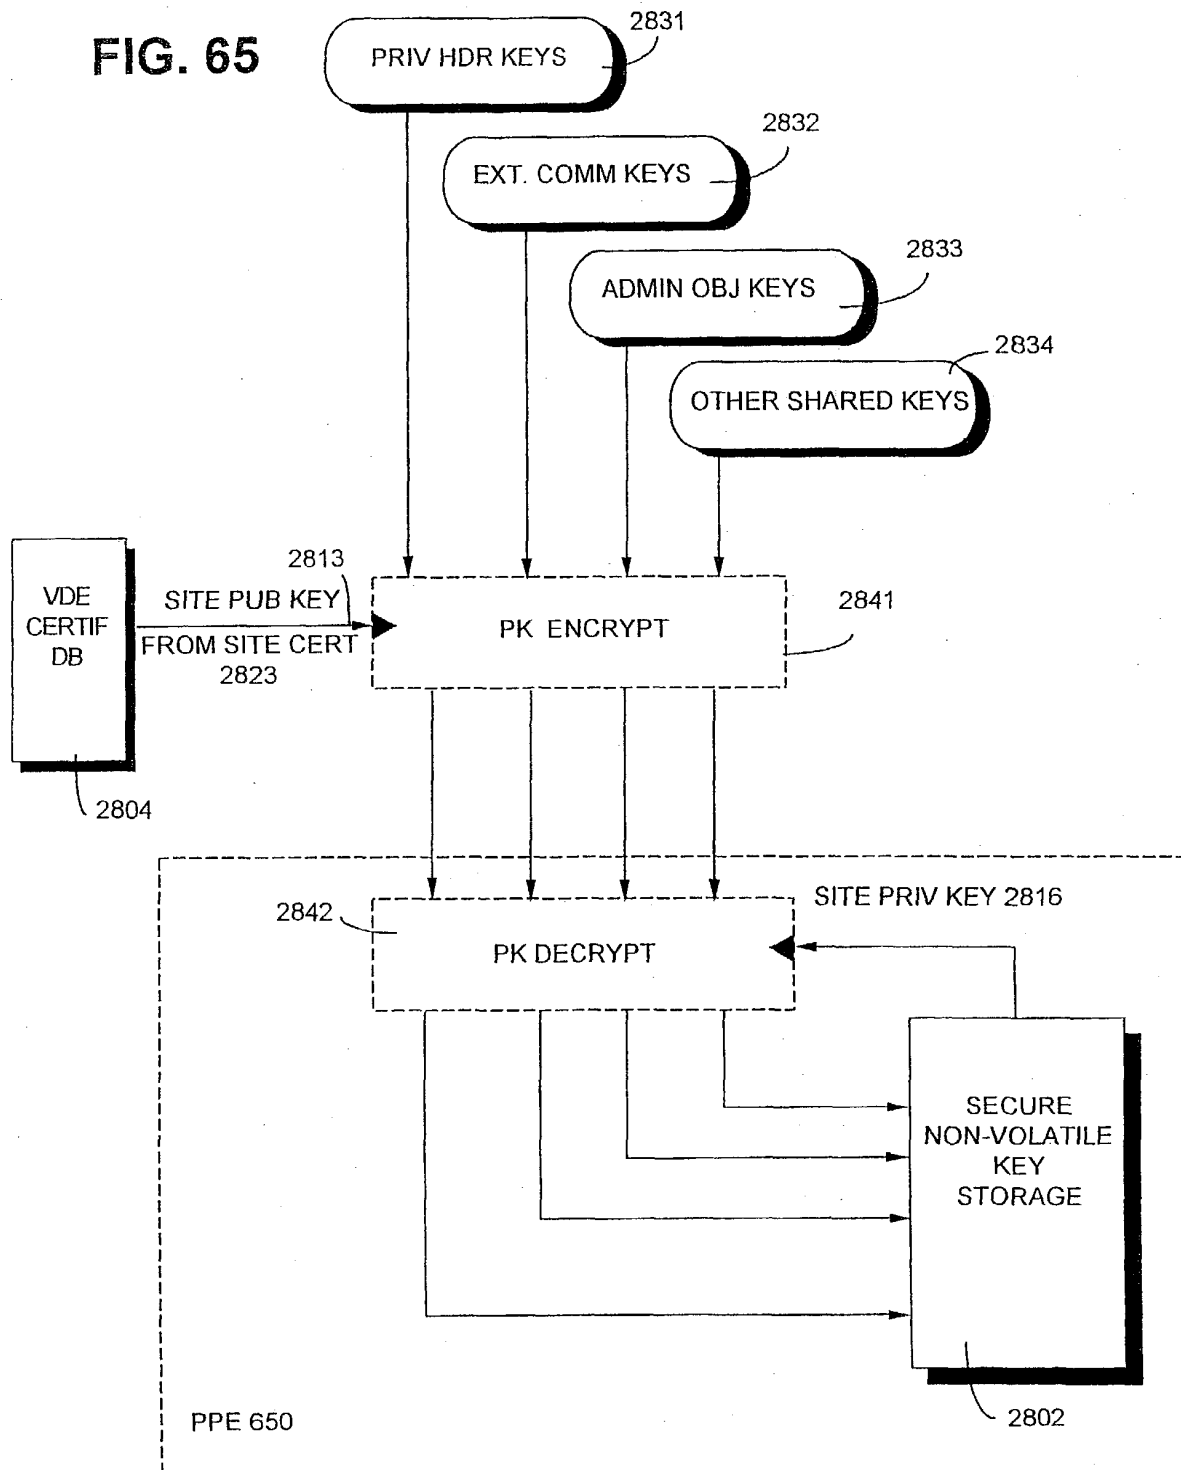 FIG. 65
2831
PRIV HDR KEYS
2832
EXT. COMM KEYS
2833
ADMIN OBJ KEYS
2834
OTHER SHARED KEYS
VDE
CERTIF
DB
2804
2813
SITE PUB KEY
FROM SITE CERT
2823
PK ENCRYPT
2841
2842
PK DECRYPT
SITE PRIV KEY 2816
SECURE
NON-VOLATILE
KEY
STORAGE
2802
PPE 650